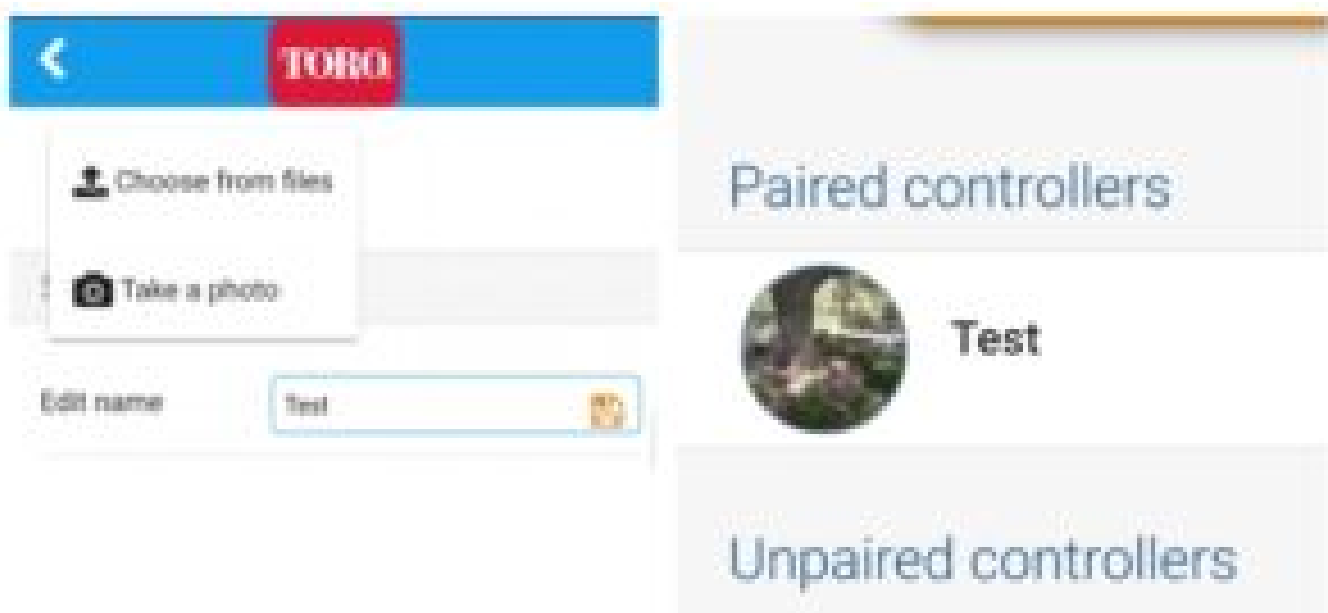 TORO
Choose from files
Take a photo
Edit name
Test
Paired controllers
Test
Unpaired controllers